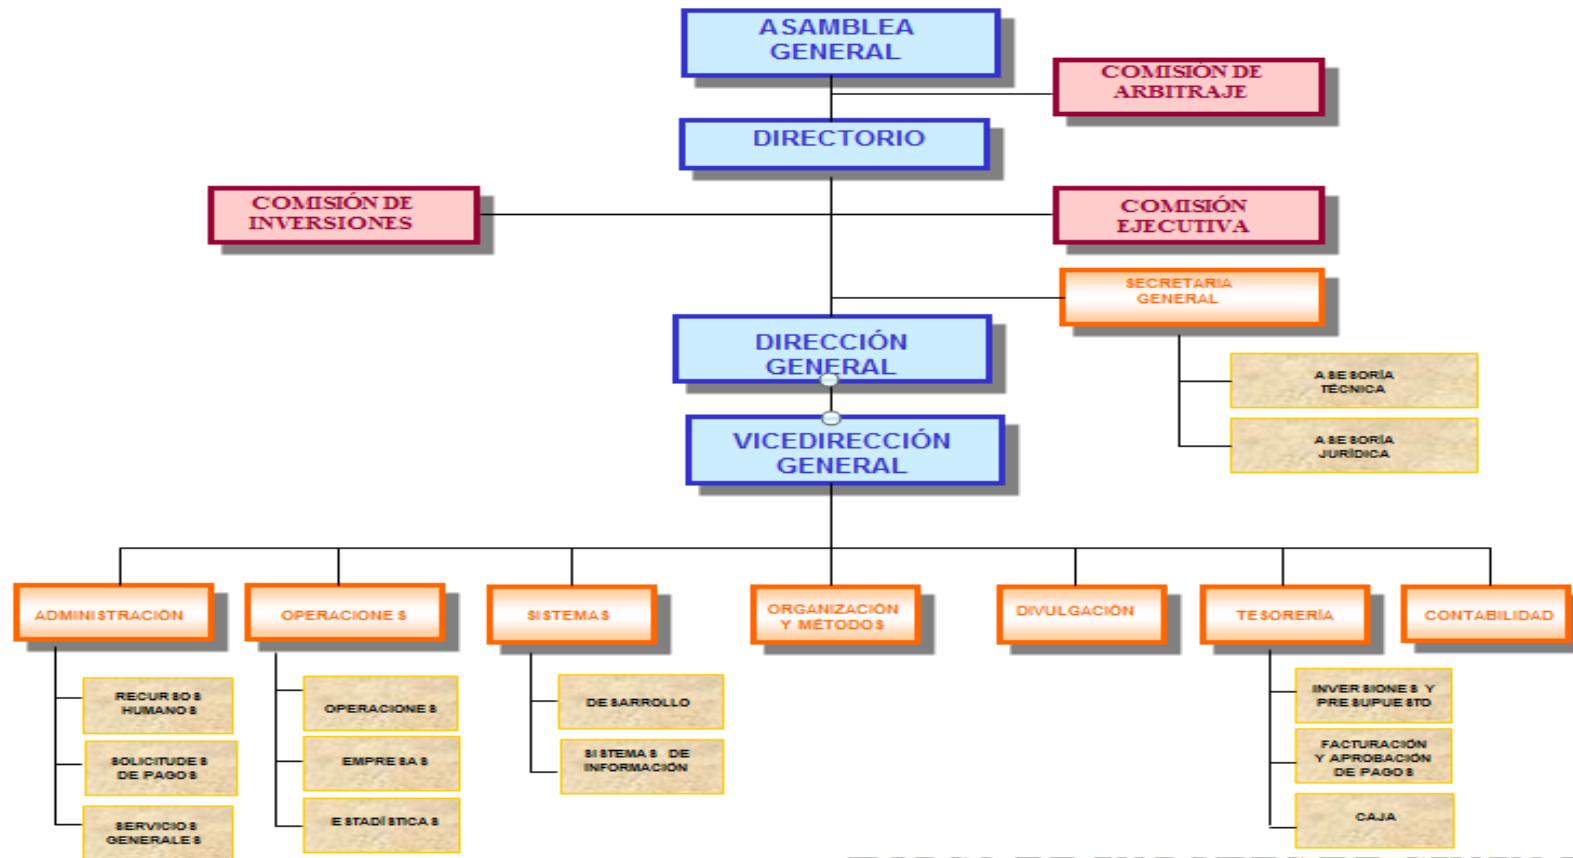 ASAMBLEA
GENERAL
COMISIÓN DE
ARBITRAJE
DIRECTORIO
COMISIÓN DE
INVERSIONES
COMISIÓN
EJECUTIVA
SECRETARIA
GENERAL
DIRECCIÓN
GENERAL
ASESORÍA
TÉCNICA
VICEDIRECCIÓN
GENERAL
ASESORÍA
JURÍDICA
ADMINISTRACIÓN
OPERACIONES
SISTEMAS
ORGANIZACIÓN
Y MÉTODOS
DIVULGACIÓN
TESORERÍA
CONTABILIDAD
RECURSOS
HUMANOS
SOLICITUDES
DE PAGOS
SERVICIOS
GENERALES
OPERACIONES
EMPRESAS
ESTADÍSTICAS
DESARROLLO
SISTEMAS DE
INFORMACIÓN
INVERSIONES Y
PRESUPUESTO
FACTURACIÓN
Y APROBACIÓN
DE PAGOS
CAJA